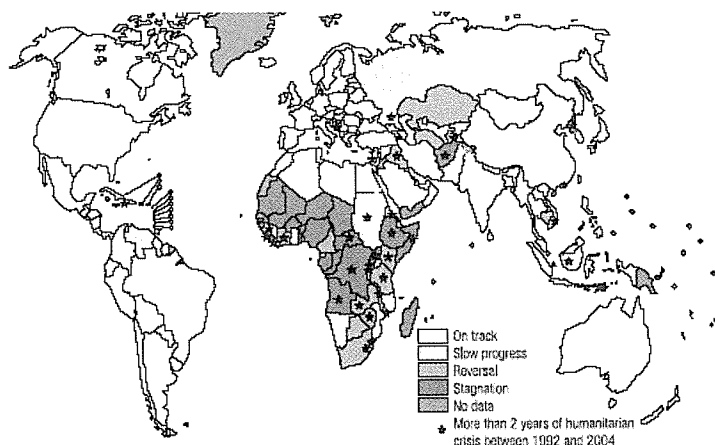 On track
Slow progress
Reversal
Stagnation
No data
★ More than 2 years of humanitarian
crisis between 1992 and 2004